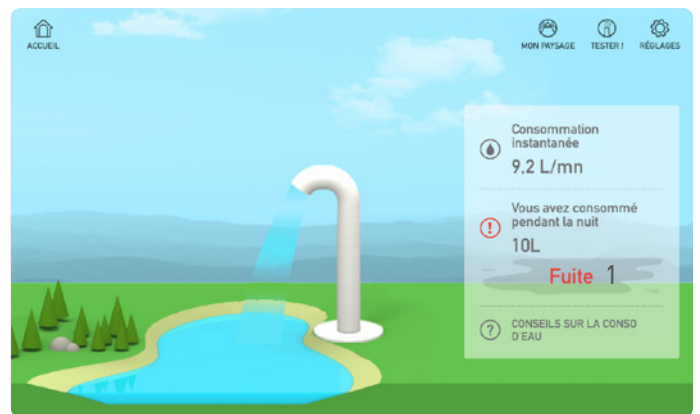 ACCUEIL
MON PAYSAGE TESTER ! RÉGLAGES
Consommation
instantanée
9,2 L/mn
Vous avez consommé
pendant la nuit
10L
Fuite 1
CONSEILS SUR LA CONSO
D'EAU